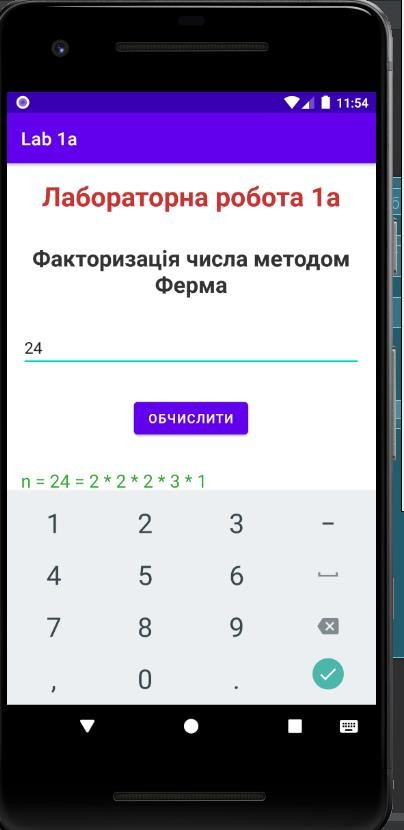 11:54
Lab 1a
Лабораторна робота 1а
Факторизація числа методом
Ферма
24
ОБЧИСЛИТИ
n = 24 = 2 * 2 * 2 * 3 * 1
1 2 3 -
4 5 6
7 8 9
, 0 .